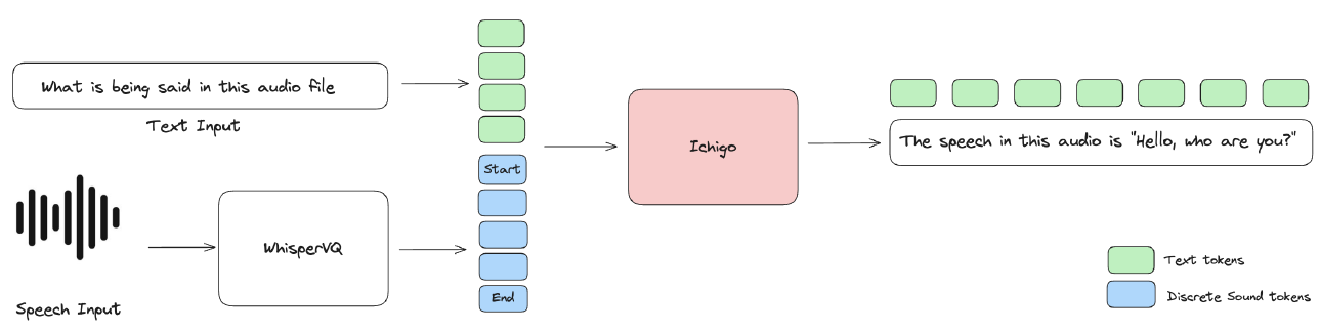 What is being said in this audio file
Text Input
Start
End
Speech Input
WhisperVQ
Ichigo
The speech in this audio is "Hello, who are you?"
Text tokens
Discrete Sound tokens